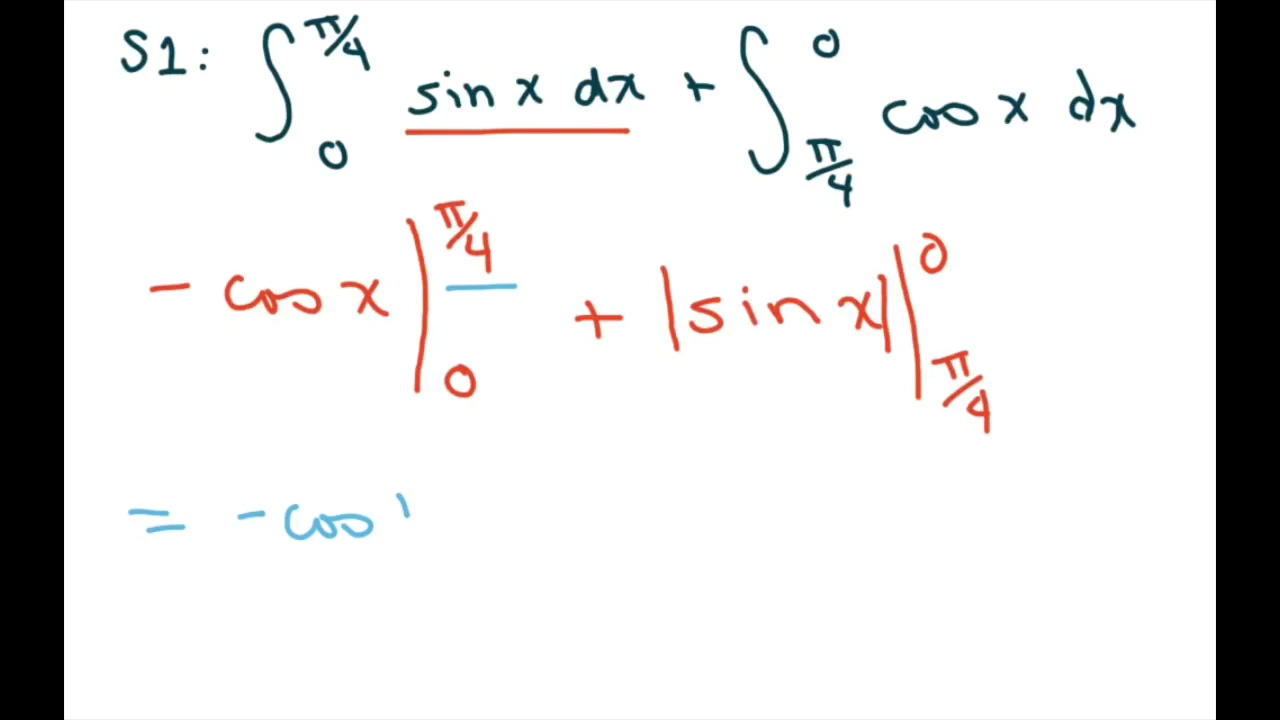 S1: ∫₀^{π/4} sin x dx + ∫_{π/4}^0 cos x dx
- cos x |₀^{π/4} + |sin x| |_{π/4}^0
= - cos